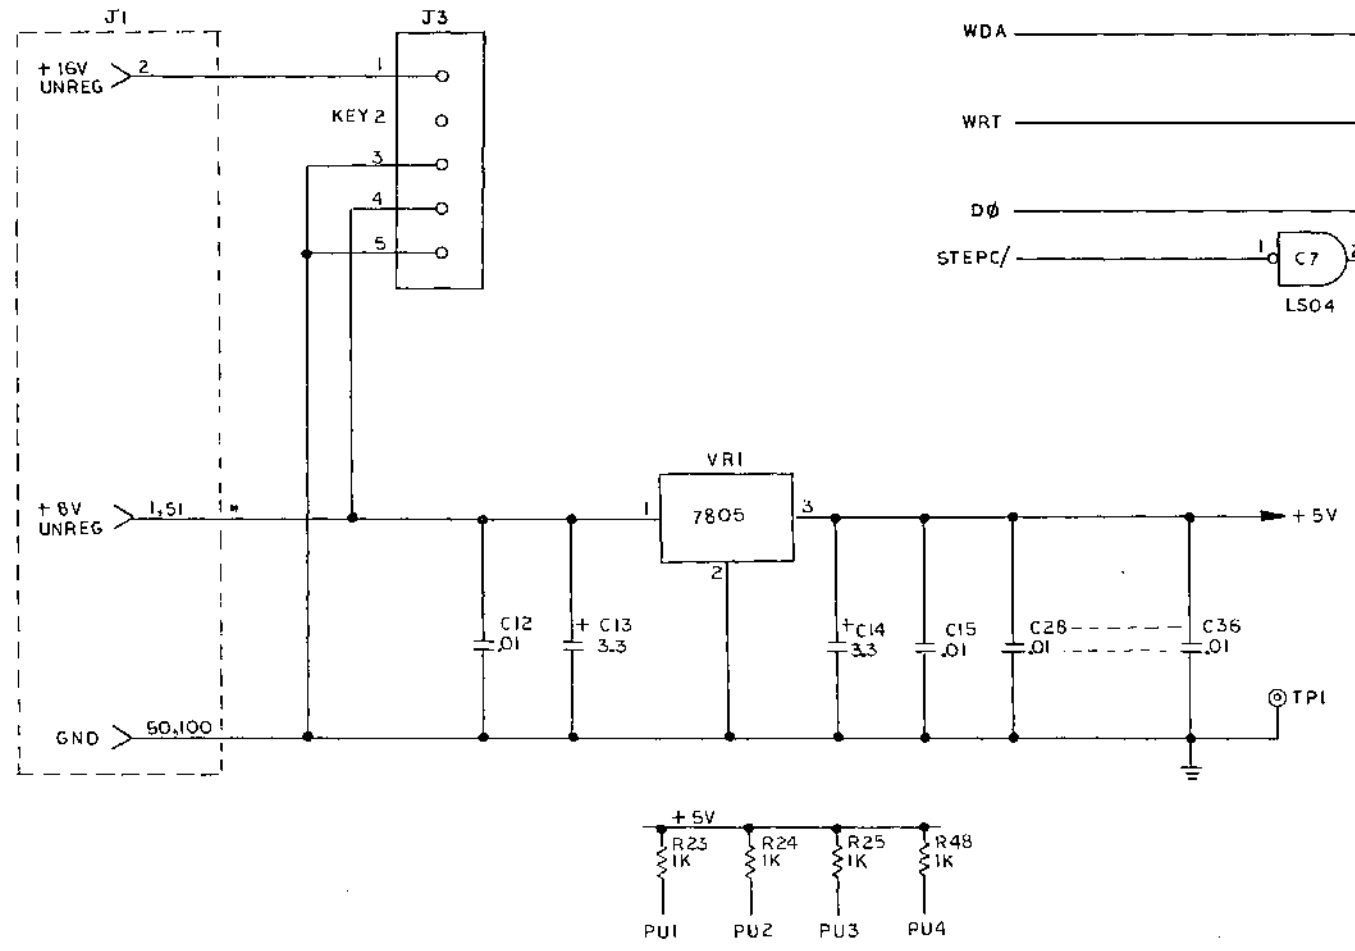 J1
J3
WDA
+ 16V
UNREG
2
1
KEY 2
WRT
3
4
DØ
5
STEPC/
1
C7
2
LS04
VR1
+ 8V
UNREG
1,51
*
1
7805
3
+ 5V
2
C12
.01
+
C13
3.3
+
C14
3.3
C15
.01
C28
.01
C36
.01
TP1
GND
50,100
+ 5V
R23
1K
R24
1K
R25
1K
R48
1K
PU1
PU2
PU3
PU4